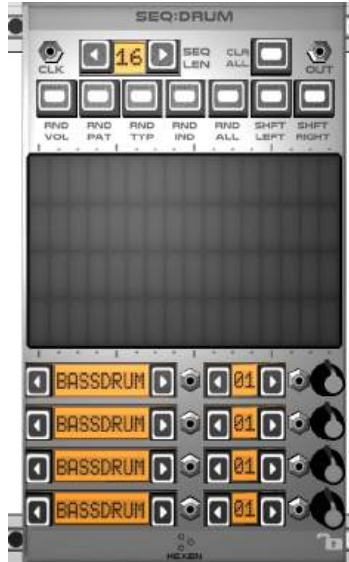 SEQ:DRUM
CLK
16
SEQ LEN
CLR ALL
OUT
RND VOL
RND PAT
RND TYP
RND IND
RND ALL
SHFT LEFT
SHFT RIGHT
BASSDRUM 01
BASSDRUM 01
BASSDRUM 01
BASSDRUM 01
HEXEN